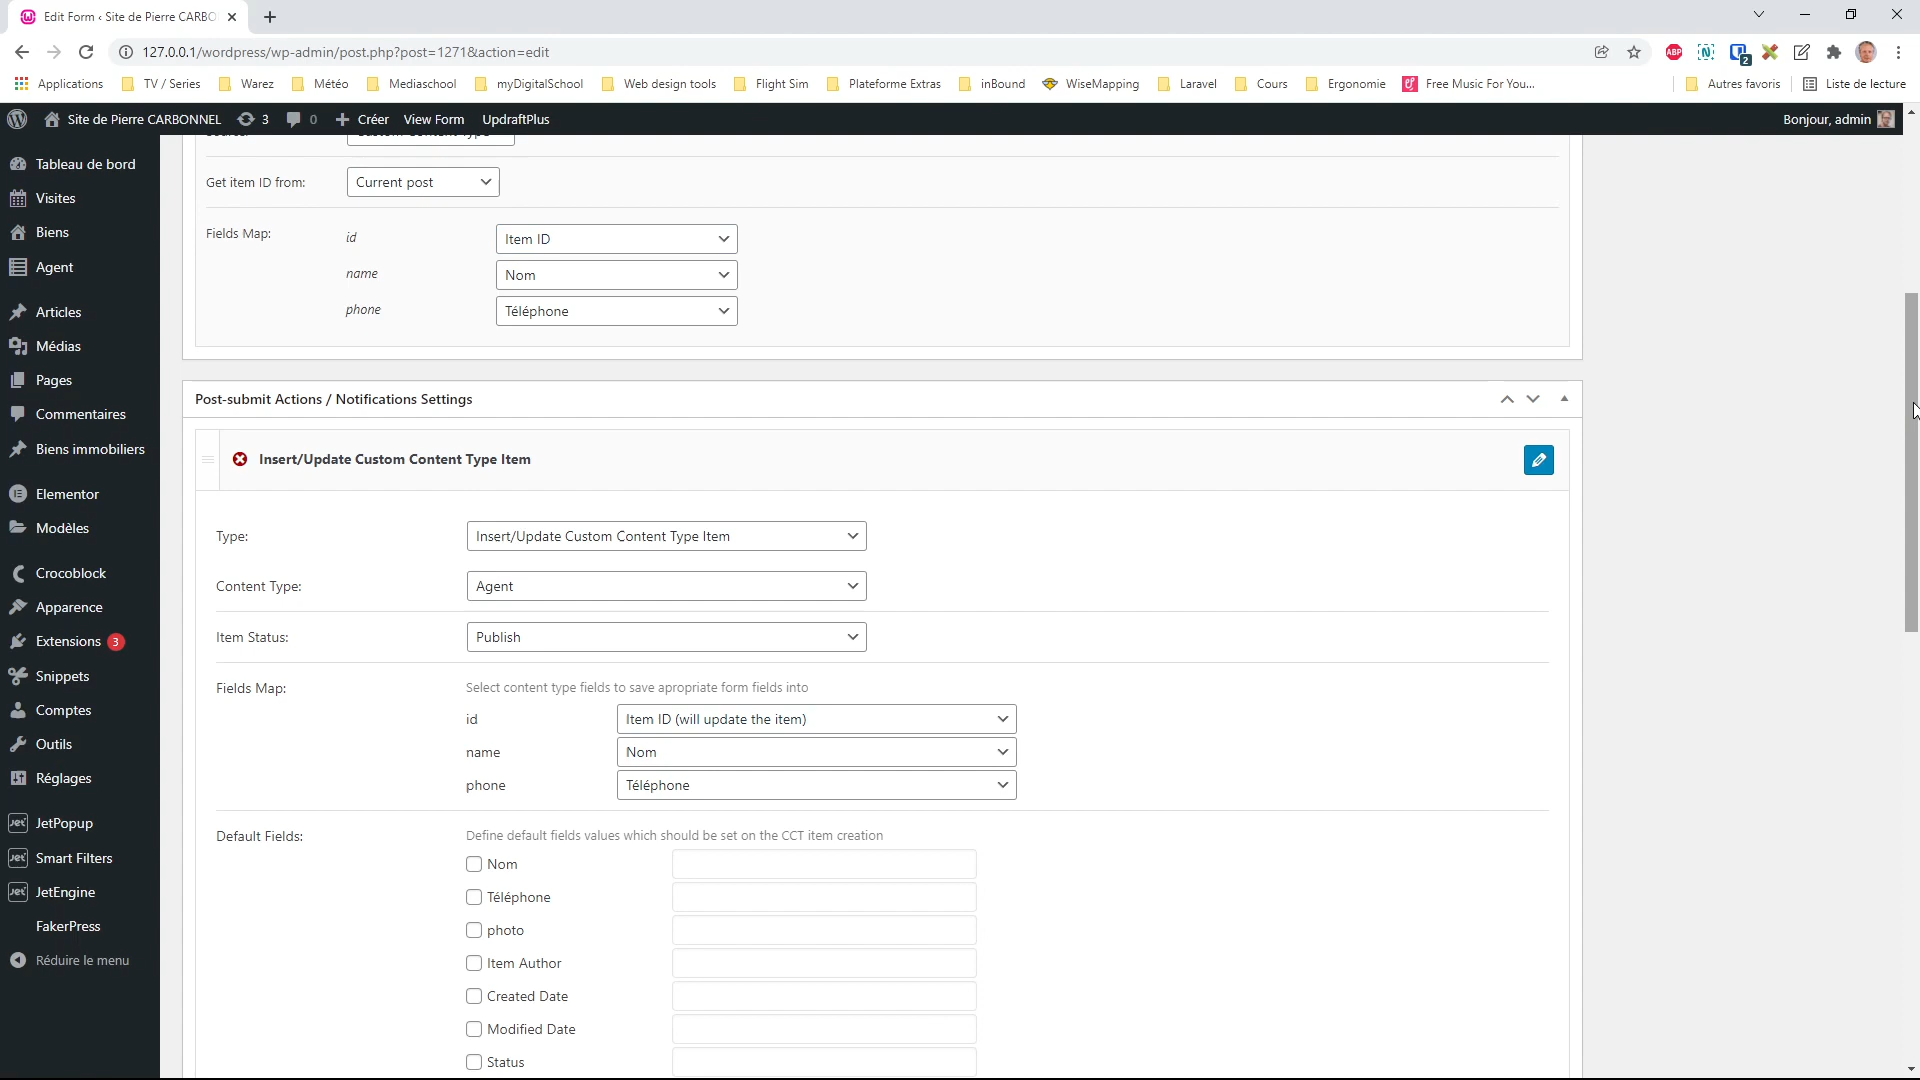 Edit Form ‹ Site de Pierre CARBO
127.0.0.1/wordpress/wp-admin/post.php?post=1271&action=edit
ABP
2
Applications
TV / Series
Warez
Météo
Mediaschool
myDigitalSchool
Web design tools
Flight Sim
Plateforme Extras
inBound
WiseMapping
Laravel
Cours
Ergonomie
Free Music For You...
Autres favoris
Liste de lecture
Site de Pierre CARBONNEL
3
0
Créer
View Form
UpdraftPlus
Bonjour, admin
Tableau de bord
Visites
Biens
Agent
Articles
Médias
Pages
Commentaires
Biens immobiliers
Elementor
Modèles
Crocoblock
Apparence
Extensions 3
Snippets
Comptes
Outils
Réglages
JetPopup
Smart Filters
JetEngine
FakerPress
Réduire le menu
Get item ID from:
Current post
Fields Map:
id
Item ID
name
Nom
phone
Téléphone
Post-submit Actions / Notifications Settings
Insert/Update Custom Content Type Item
Type:
Insert/Update Custom Content Type Item
Content Type:
Agent
Item Status:
Publish
Fields Map:
Select content type fields to save apropriate form fields into
id
Item ID (will update the item)
name
Nom
phone
Téléphone
Default Fields:
Define default fields values which should be set on the CCT item creation
Nom
Téléphone
photo
Item Author
Created Date
Modified Date
Status